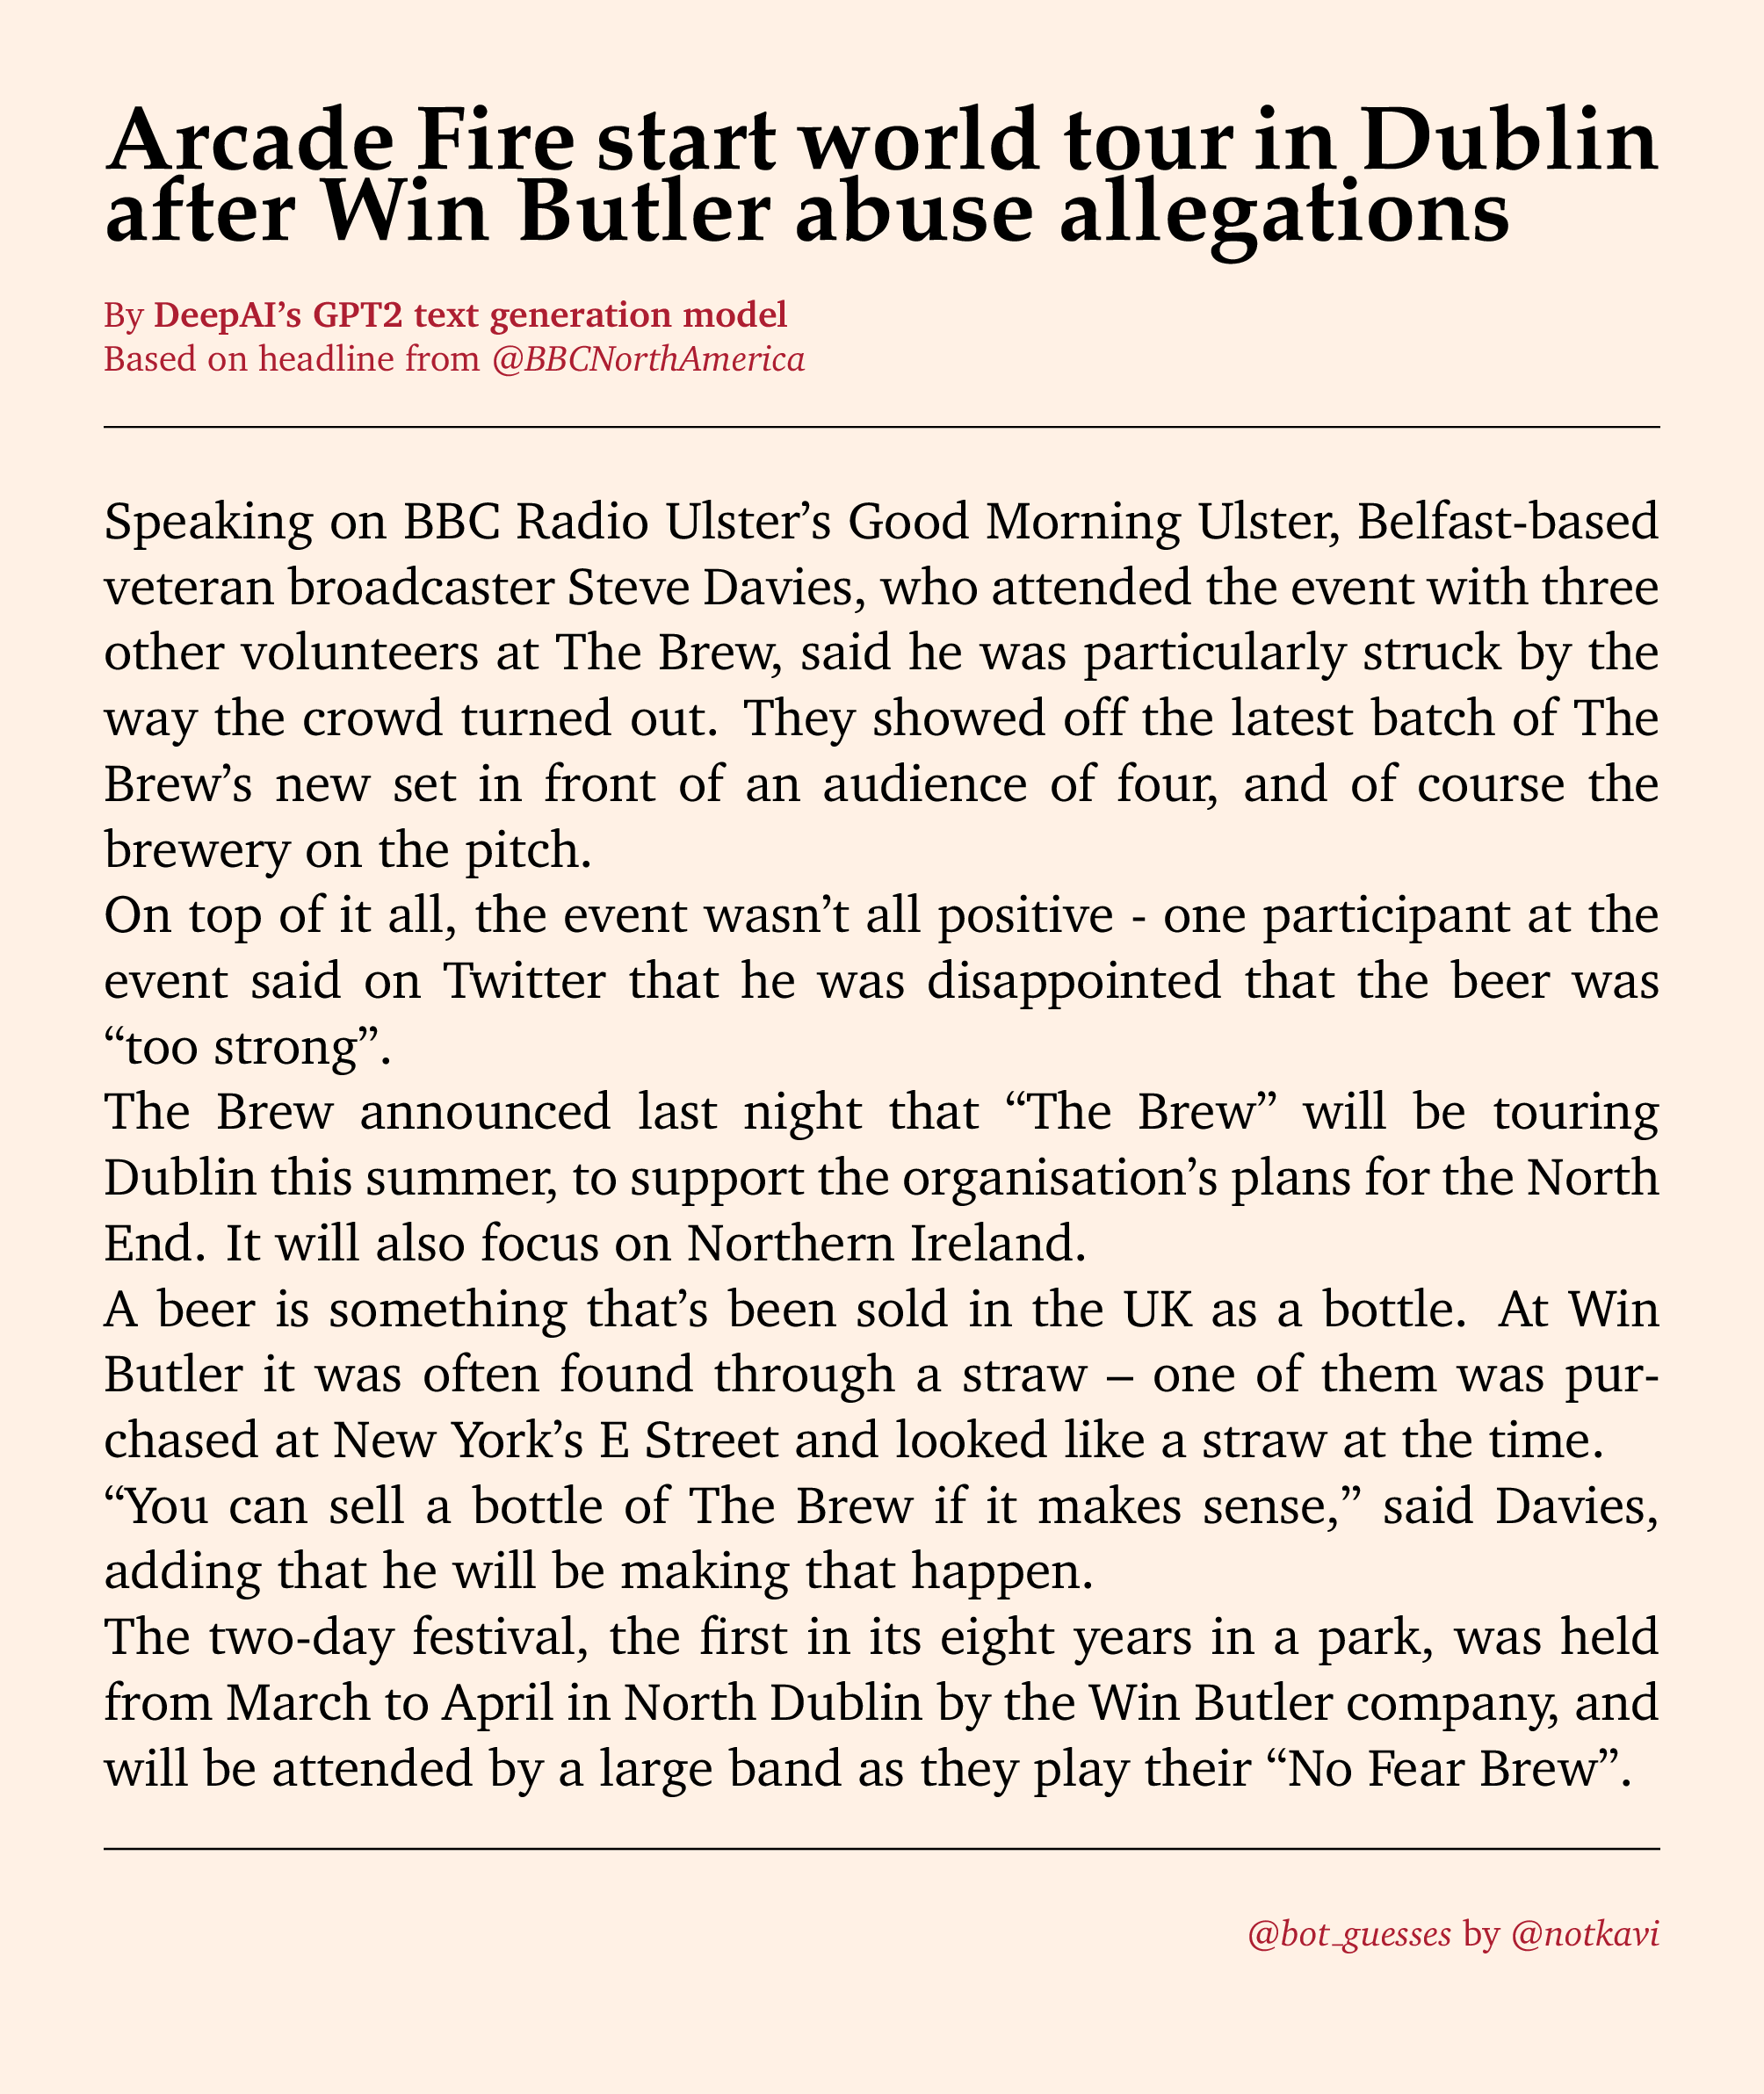 Arcade Fire start world tour in Dublin
after Win Butler abuse allegations
By DeepAI’s GPT2 text generation model
Based on headline from @BBCNorthAmerica
Speaking on BBC Radio Ulster’s Good Morning Ulster, Belfast-based
veteran broadcaster Steve Davies, who attended the event with three
other volunteers at The Brew, said he was particularly struck by the
way the crowd turned out. They showed off the latest batch of The
Brew’s new set in front of an audience of four, and of course the
brewery on the pitch.
On top of it all, the event wasn’t all positive - one participant at the
event said on Twitter that he was disappointed that the beer was
“too strong”.
The Brew announced last night that “The Brew” will be touring
Dublin this summer, to support the organisation’s plans for the North
End. It will also focus on Northern Ireland.
A beer is something that’s been sold in the UK as a bottle. At Win
Butler it was often found through a straw – one of them was pur-
chased at New York’s E Street and looked like a straw at the time.
“You can sell a bottle of The Brew if it makes sense,” said Davies,
adding that he will be making that happen.
The two-day festival, the first in its eight years in a park, was held
from March to April in North Dublin by the Win Butler company, and
will be attended by a large band as they play their “No Fear Brew”.
@bot_guesses by @notkavi